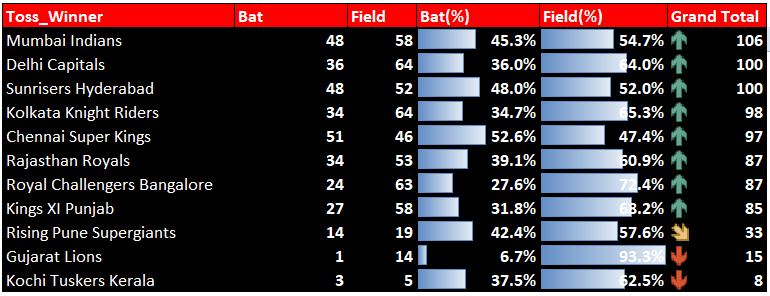 Toss_Winner Bat Field Bat(%) Field(%) Grand Total
Mumbai Indians 48 58 45.3% 54.7% 106
Delhi Capitals 36 64 36.0% 64.0% 100
Sunrisers Hyderabad 48 52 48.0% 52.0% 100
Kolkata Knight Riders 34 64 34.7% 65.3% 98
Chennai Super Kings 51 46 52.6% 47.4% 97
Rajasthan Royals 34 53 39.1% 60.9% 87
Royal Challengers Bangalore 24 63 27.6% 72.4% 87
Kings XI Punjab 27 58 31.8% 68.2% 85
Rising Pune Supergiants 14 19 42.4% 57.6% 33
Gujarat Lions 1 14 6.7% 93.3% 15
Kochi Tuskers Kerala 3 5 37.5% 62.5% 8